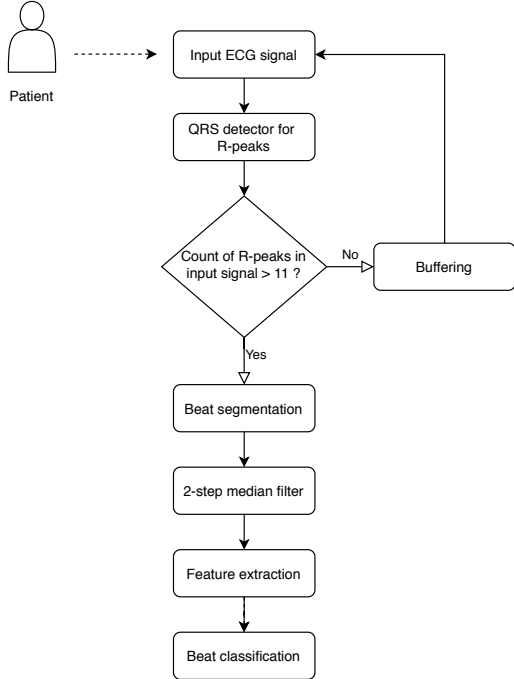 Patient
Input ECG signal
QRS detector for
R-peaks
Count of R-peaks in
input signal > 11 ?
No
Buffering
Yes
Beat segmentation
2-step median filter
Feature extraction
Beat classification